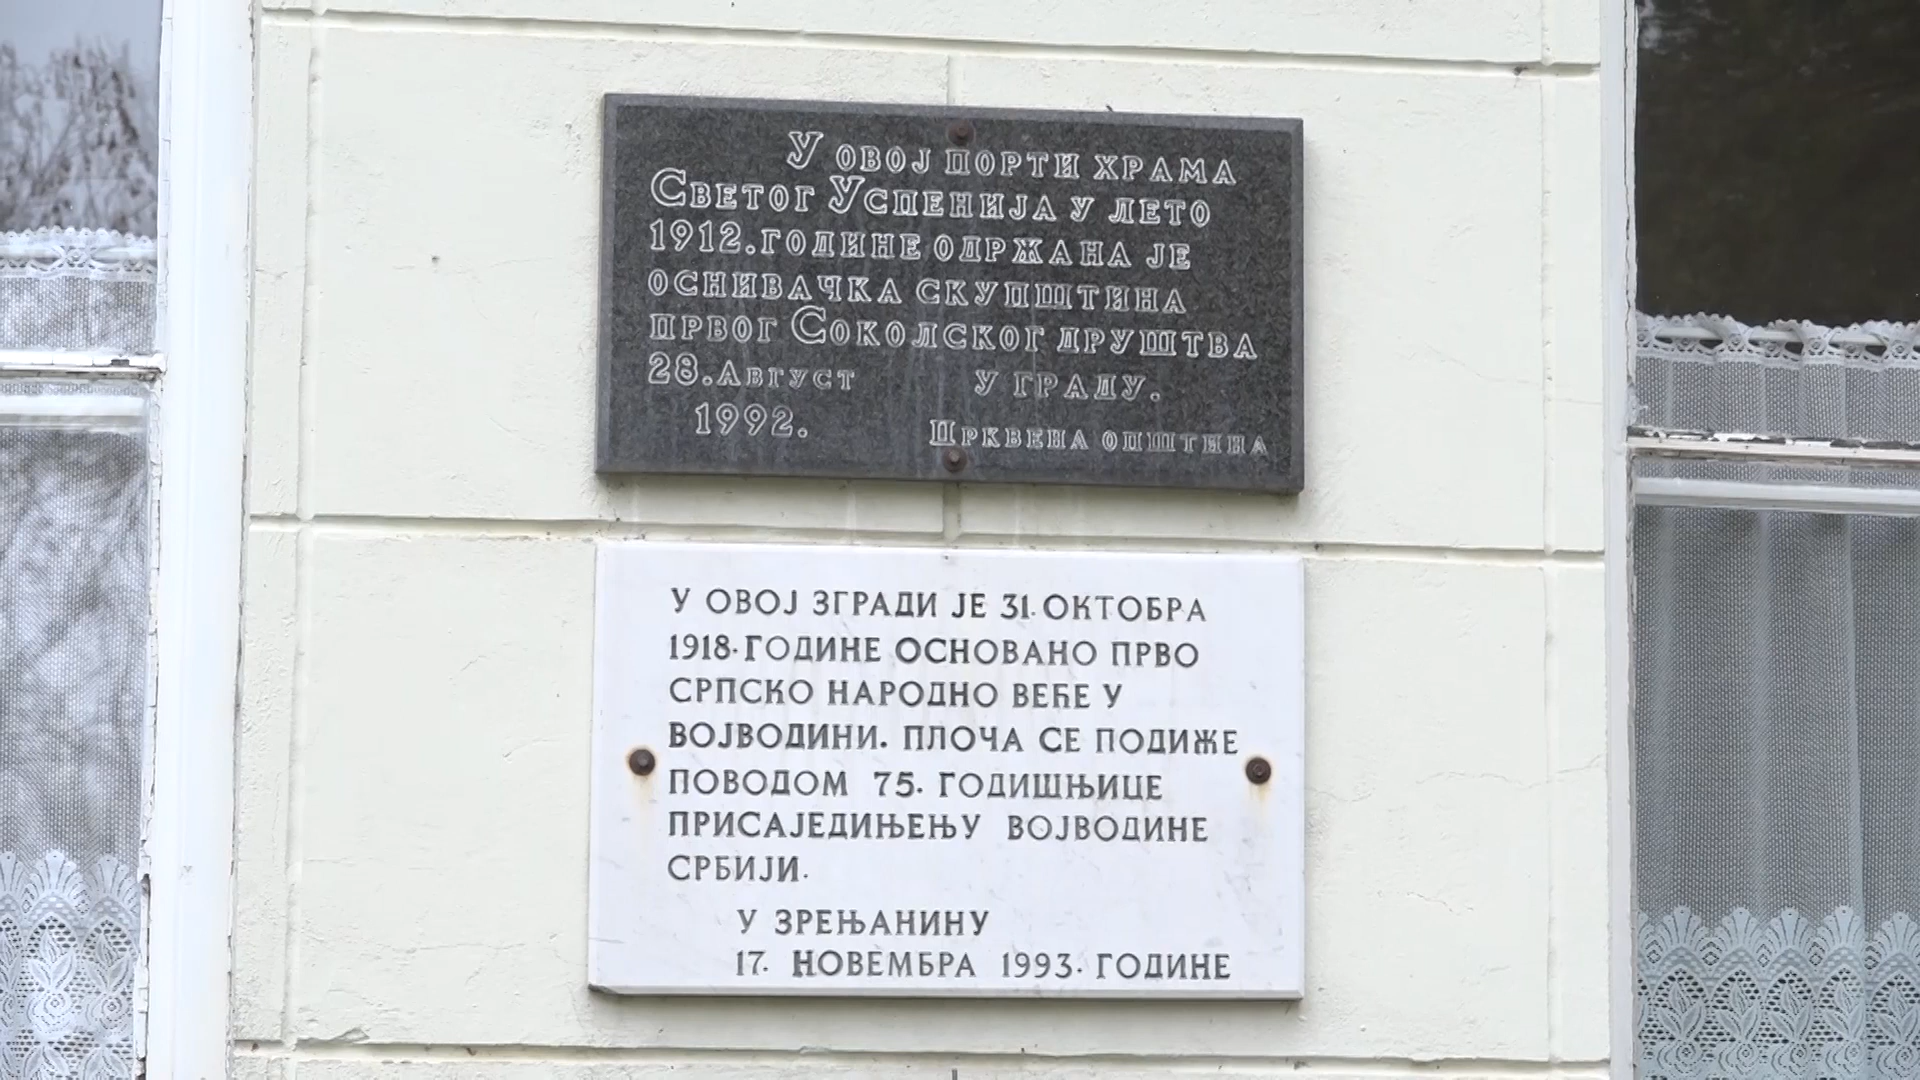 У ОВОЈ ПОРТИ ХРАМА
СВЕТОГ УСПЕНИЈА У ЛЕТО
1912. ГОДИНЕ ОДРЖАНА ЈЕ
ОСНИВАЧКА СКУПШТИНА
ПРВОГ СОКОЛСКОГ ДРУШТВА
28. АВГУСТ У ГРАДУ.
1992. ЦРКВЕНА ОПШТИНА
У ОВОЈ ЗГРАДИ ЈЕ 31. ОКТОБРА
1918. ГОДИНЕ ОСНОВАНО ПРВО
СРПСКО НАРОДНО ВЕЋЕ У
ВОЈВОДИНИ. ПЛОЧА СЕ ПОДИЖЕ
ПОВОДОМ 75. ГОДИШЊИЦЕ
ПРИСАЈЕДИЊЕЊУ ВОЈВОДИНЕ
СРБИЈИ.
У ЗРЕЊАНИНУ
17. НОВЕМБРА 1993. ГОДИНЕ